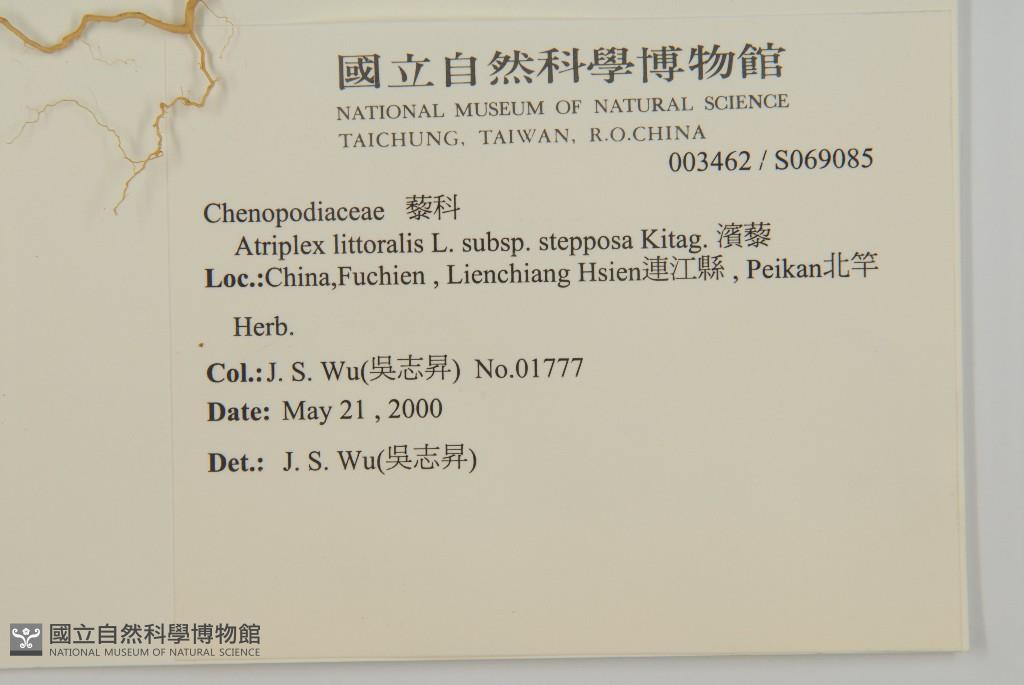 國立自然科學博物館
NATIONAL MUSEUM OF NATURAL SCIENCE
TAICHUNG, TAIWAN, R.O.CHINA
003462 / S069085
Chenopodiaceae 藜科
Atriplex littoralis L. subsp. stepposa Kitag. 濱藜
Loc.:China,Fuchien , Lienchiang Hsien連江縣 , Peikan北竿
Herb.
Col.:J. S. Wu(吳志昇) No.01777
Date: May 21 , 2000
Det.: J. S. Wu(吳志昇)
國立自然科學博物館
NATIONAL MUSEUM OF NATURAL SCIENCE